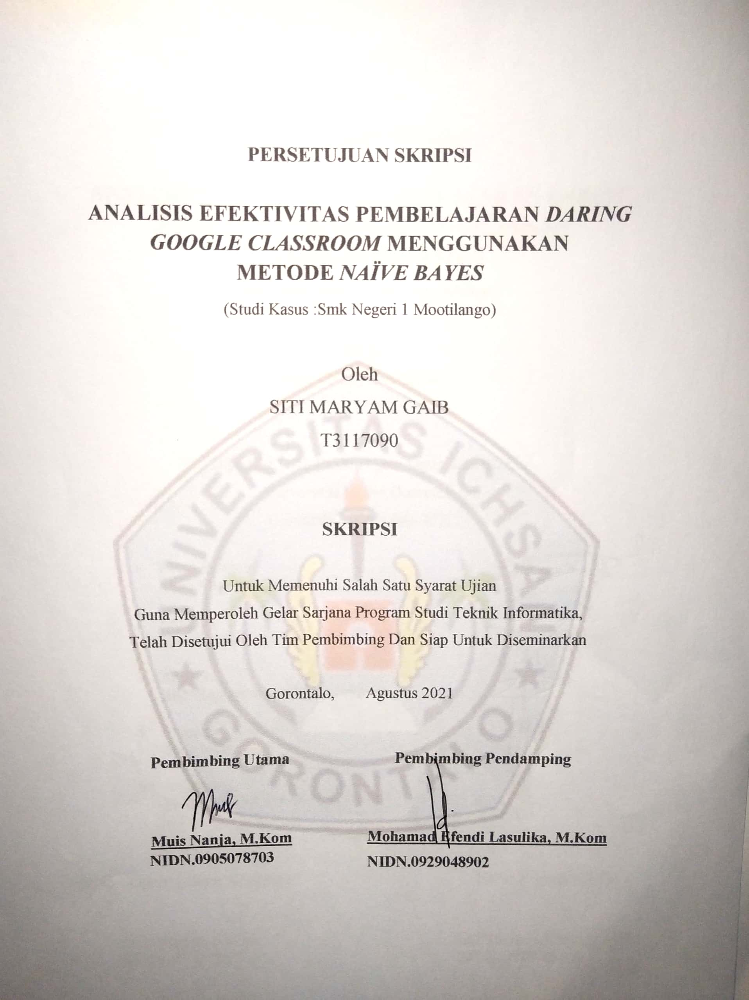 PERSETUJUAN SKRIPSI
ANALISIS EFEKTIVITAS PEMBELAJARAN DARING
GOOGLE CLASSROOM MENGGUNAKAN
METODE NAÏVE BAYES
(Studi Kasus :Smk Negeri 1 Mootilango)
Oleh
SITI MARYAM GAIB
T3117090
UNIVERSITAS ICHSAN
SKRIPSI
Untuk Memenuhi Salah Satu Syarat Ujian
Guna Memperoleh Gelar Sarjana Program Studi Teknik Informatika,
Telah Disetujui Oleh Tim Pembimbing Dan Siap Untuk Diseminarkan
Gorontalo, Agustus 2021
GORONTALO
Pembimbing Utama Pembimbing Pendamping
Muis Nanja, M.Kom Mohamad Efendi Lasulika, M.Kom
NIDN.0905078703 NIDN.0929048902